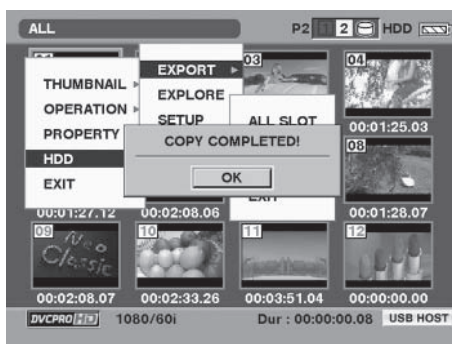 ALL P2 1 2 HDD
EXPORT 03 04
THUMBNAIL
EXPLORE
OPERATION
SETUP ALL SLOT
PROPERTY 00:01:25.03
COPY COMPLETED!
HDD 08
OK
EXIT
EXIT
00:01:27.12 00:02:08.06 00:01:28.07
09 10 11 12
Neo
Classic
00:02:08.07 00:02:33.26 00:03:51.04 00:00:00.00
DVCPRO HD 1080/60i Dur : 00:00:00.08 USB HOST